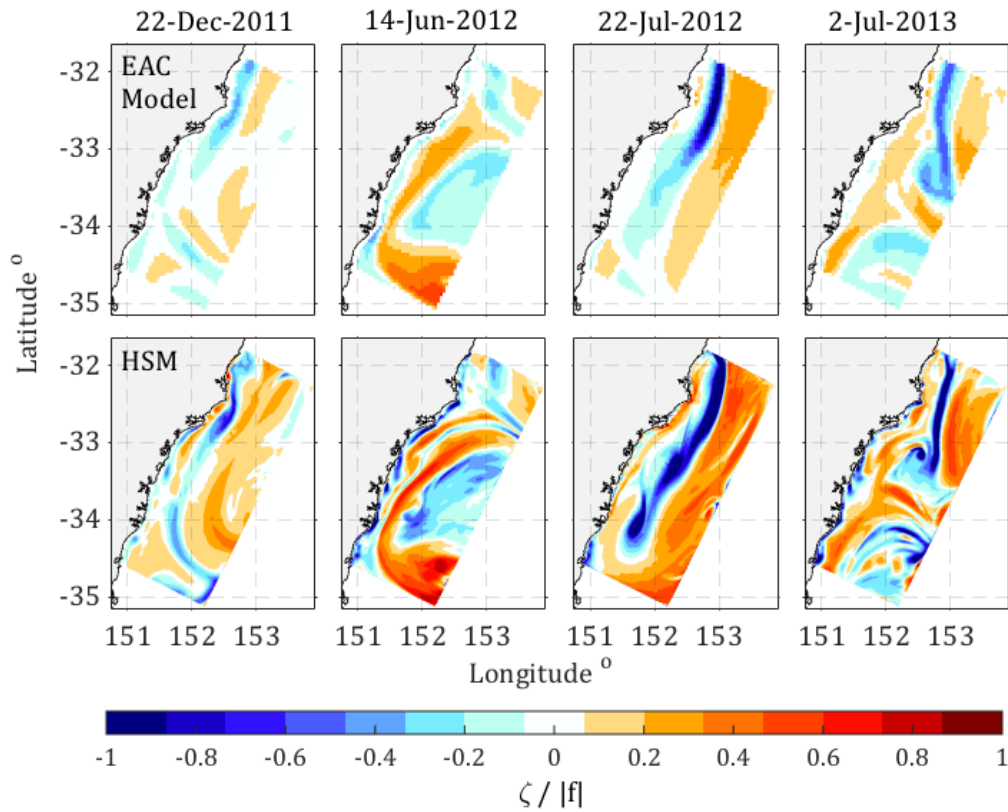 22-Dec-2011 14-Jun-2012 22-Jul-2012 2-Jul-2013
EAC
Model
-32
-33
-34
-35
HSM
-32
-33
-34
-35
Latitude °
151 152 153 151 152 153 151 152 153 151 152 153
Longitude °
-1 -0.8 -0.6 -0.4 -0.2 0 0.2 0.4 0.6 0.8 1
ζ / |f|